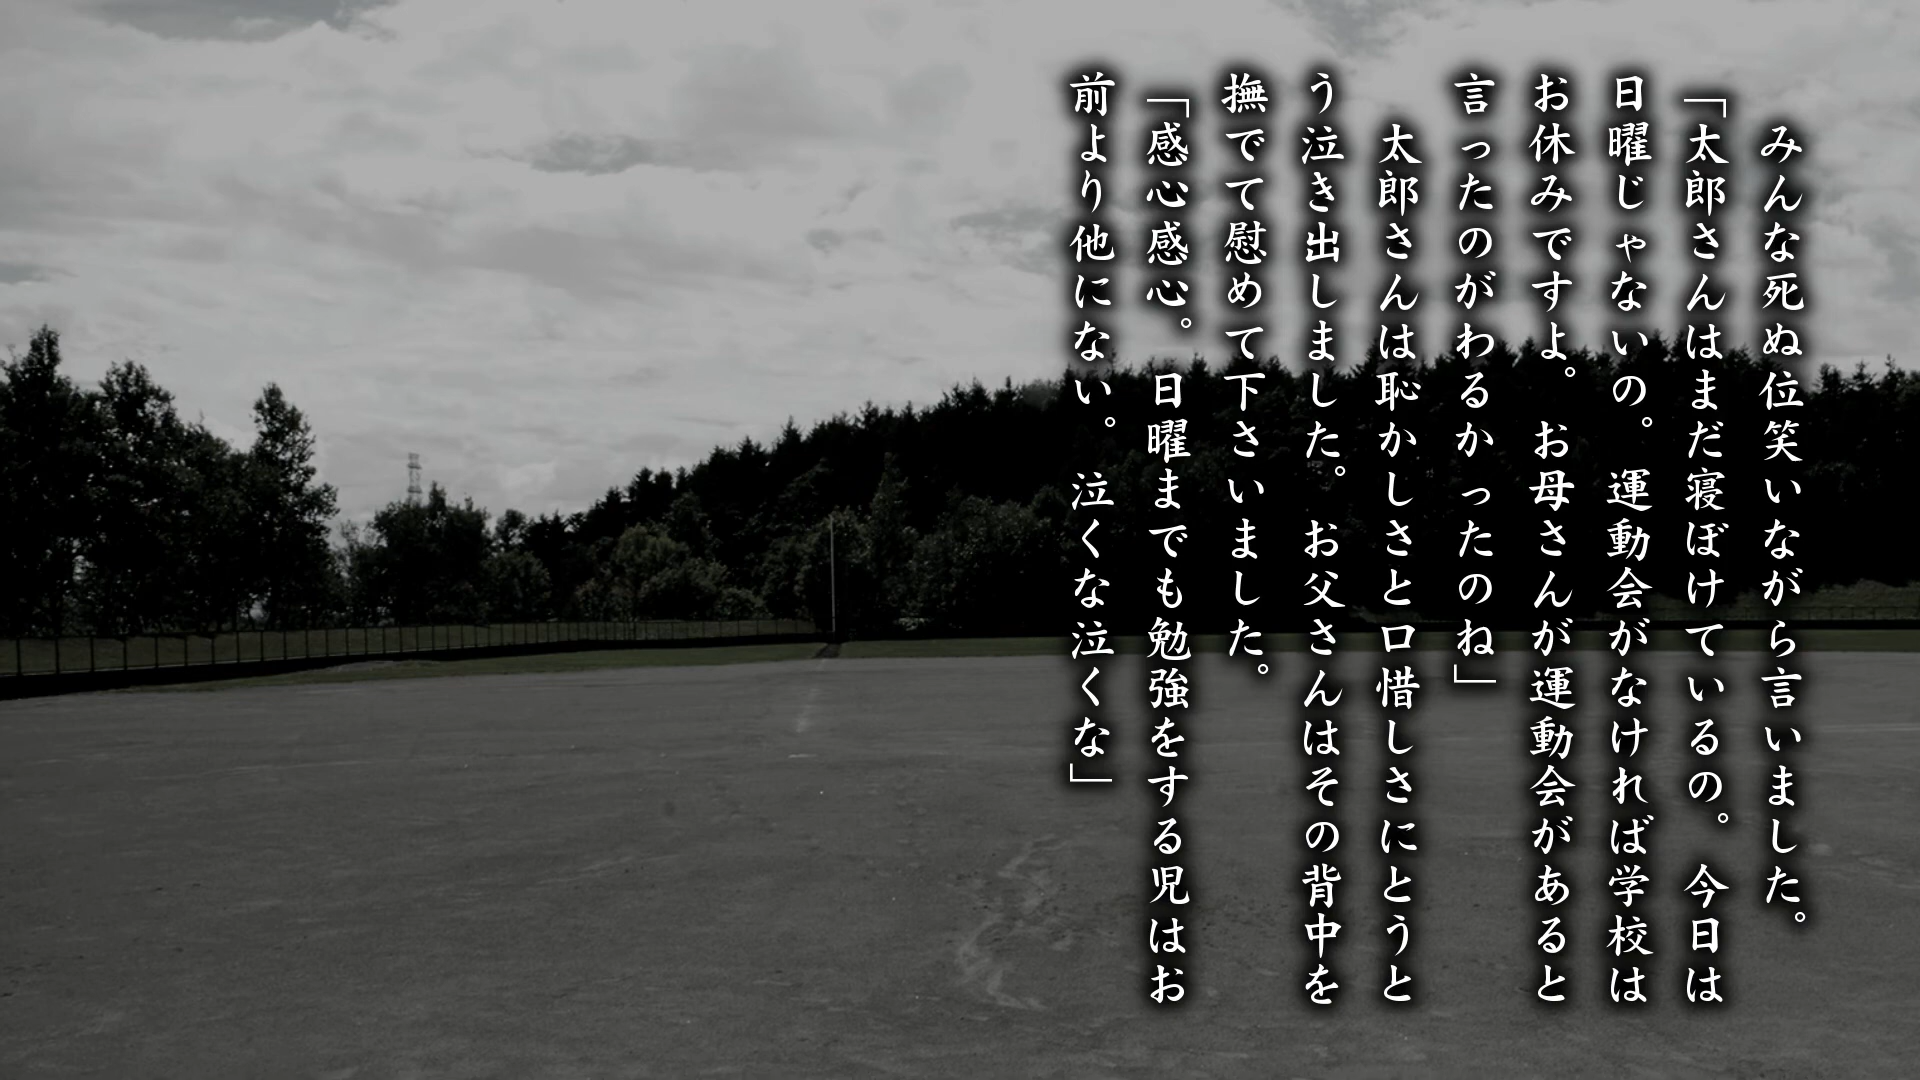 みんな死ぬ位笑いながら言いました。
「太郎さんはまだ寝ぼけているの。今日は
日曜じゃないの。運動会がなければ学校は
お休みですよ。お母さんが運動会があると
言ったのがわるかったのね」
　太郎さんは恥かしさと口惜しさにとうと
う泣き出しました。お父さんはその背中を
撫でて慰めて下さいました。
「感心感心。日曜までも勉強をする児はお
前より他にない。泣くな泣くな」